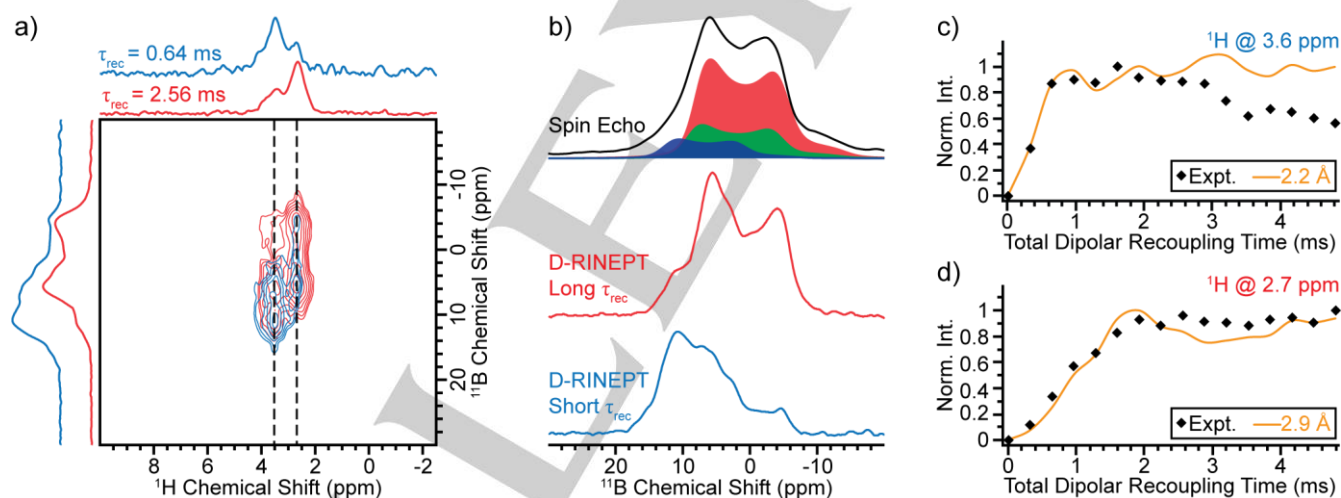 a)
τrec = 0.64 ms
τrec = 2.56 ms
-10
0
10
20
¹¹B Chemical Shift (ppm)
8 6 4 2 0 -2
¹H Chemical Shift (ppm)
b)
Spin Echo
D-RINEPT
Long τrec
D-RINEPT
Short τrec
20 10 0 -10
¹¹B Chemical Shift (ppm)
c)
¹H @ 3.6 ppm
1
0.8
0.6
0.4
0.2
0
Norm. Int.
Expt. 2.2 Å
0 1 2 3 4
Total Dipolar Recoupling Time (ms)
d)
¹H @ 2.7 ppm
1
0.8
0.6
0.4
0.2
0
Norm. Int.
Expt. 2.9 Å
0 1 2 3 4
Total Dipolar Recoupling Time (ms)